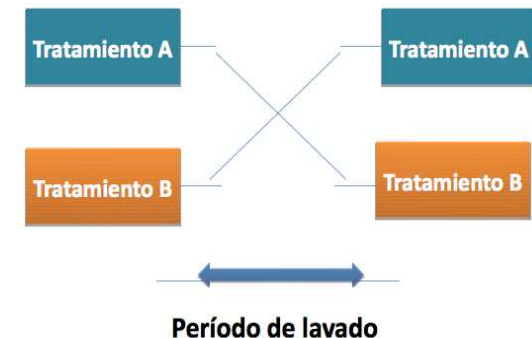 Tratamiento A
Tratamiento A
Tratamiento B
Tratamiento B
Período de lavado